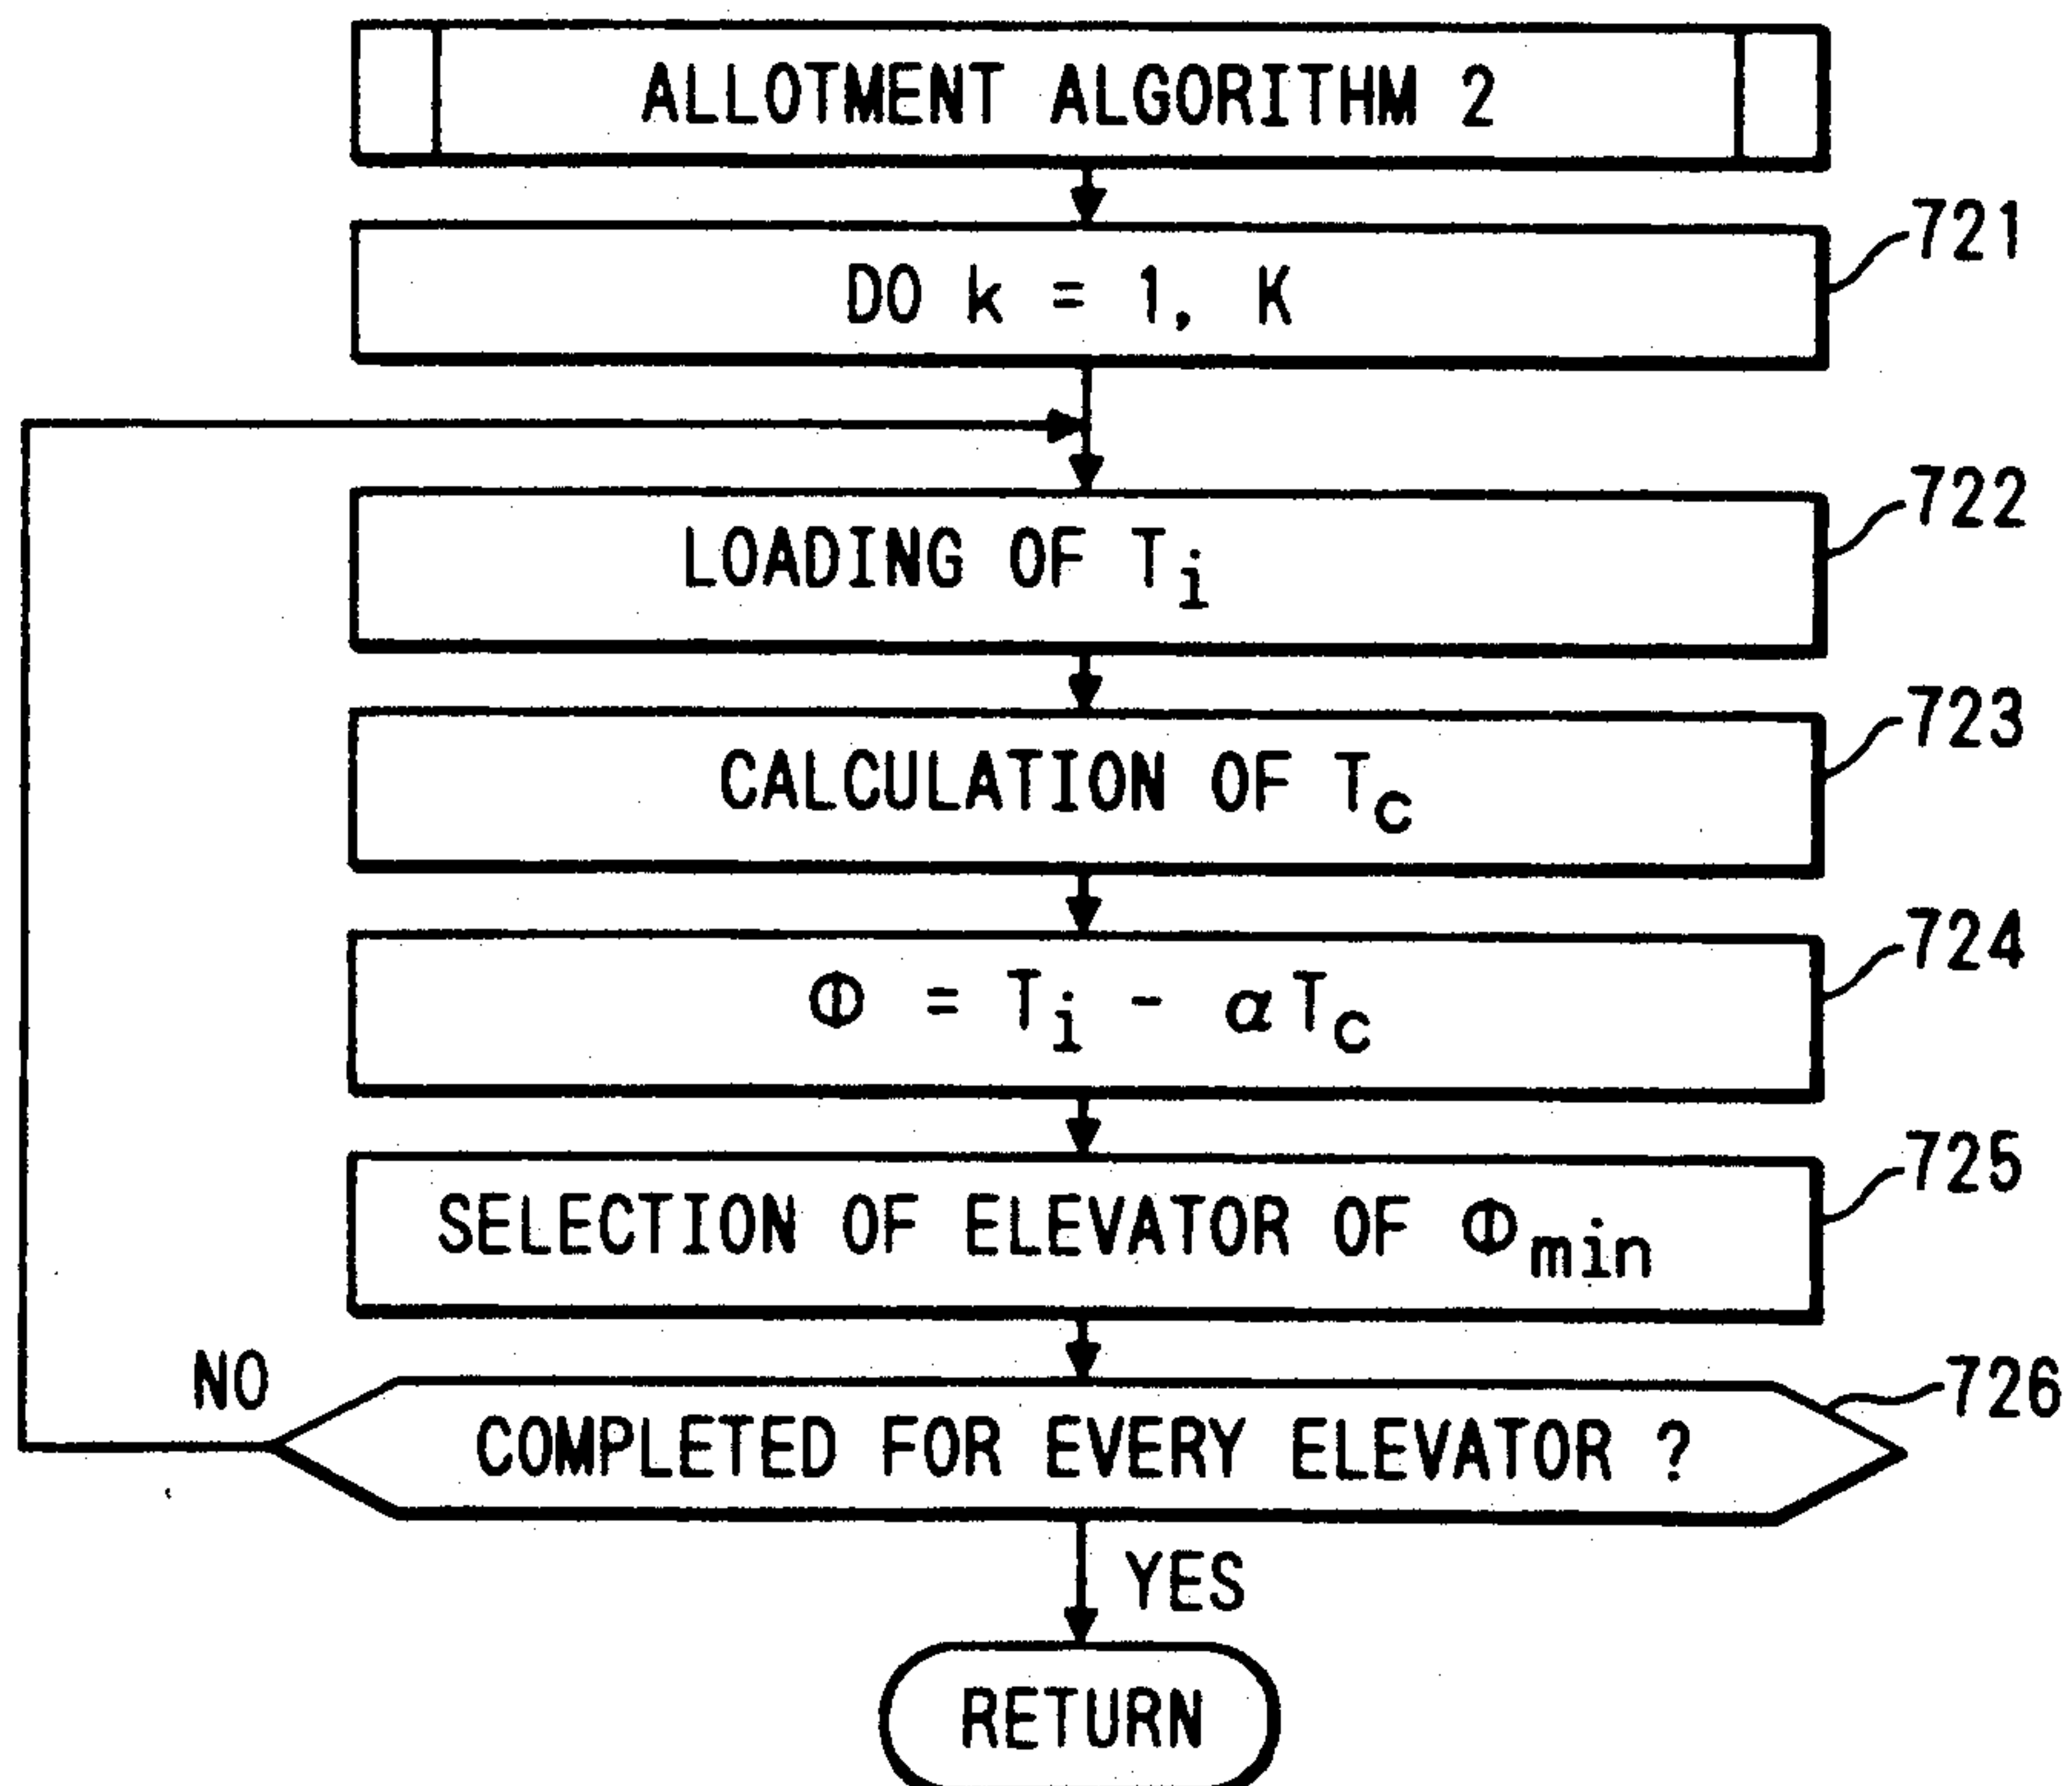 ALLOTMENT ALGORITHM 2
721
DO k = 1, K
722
LOADING OF Ti
723
CALCULATION OF Tc
724
Φ = Ti - αTc
725
SELECTION OF ELEVATOR OF Φmin
NO
726
COMPLETED FOR EVERY ELEVATOR ?
YES
RETURN